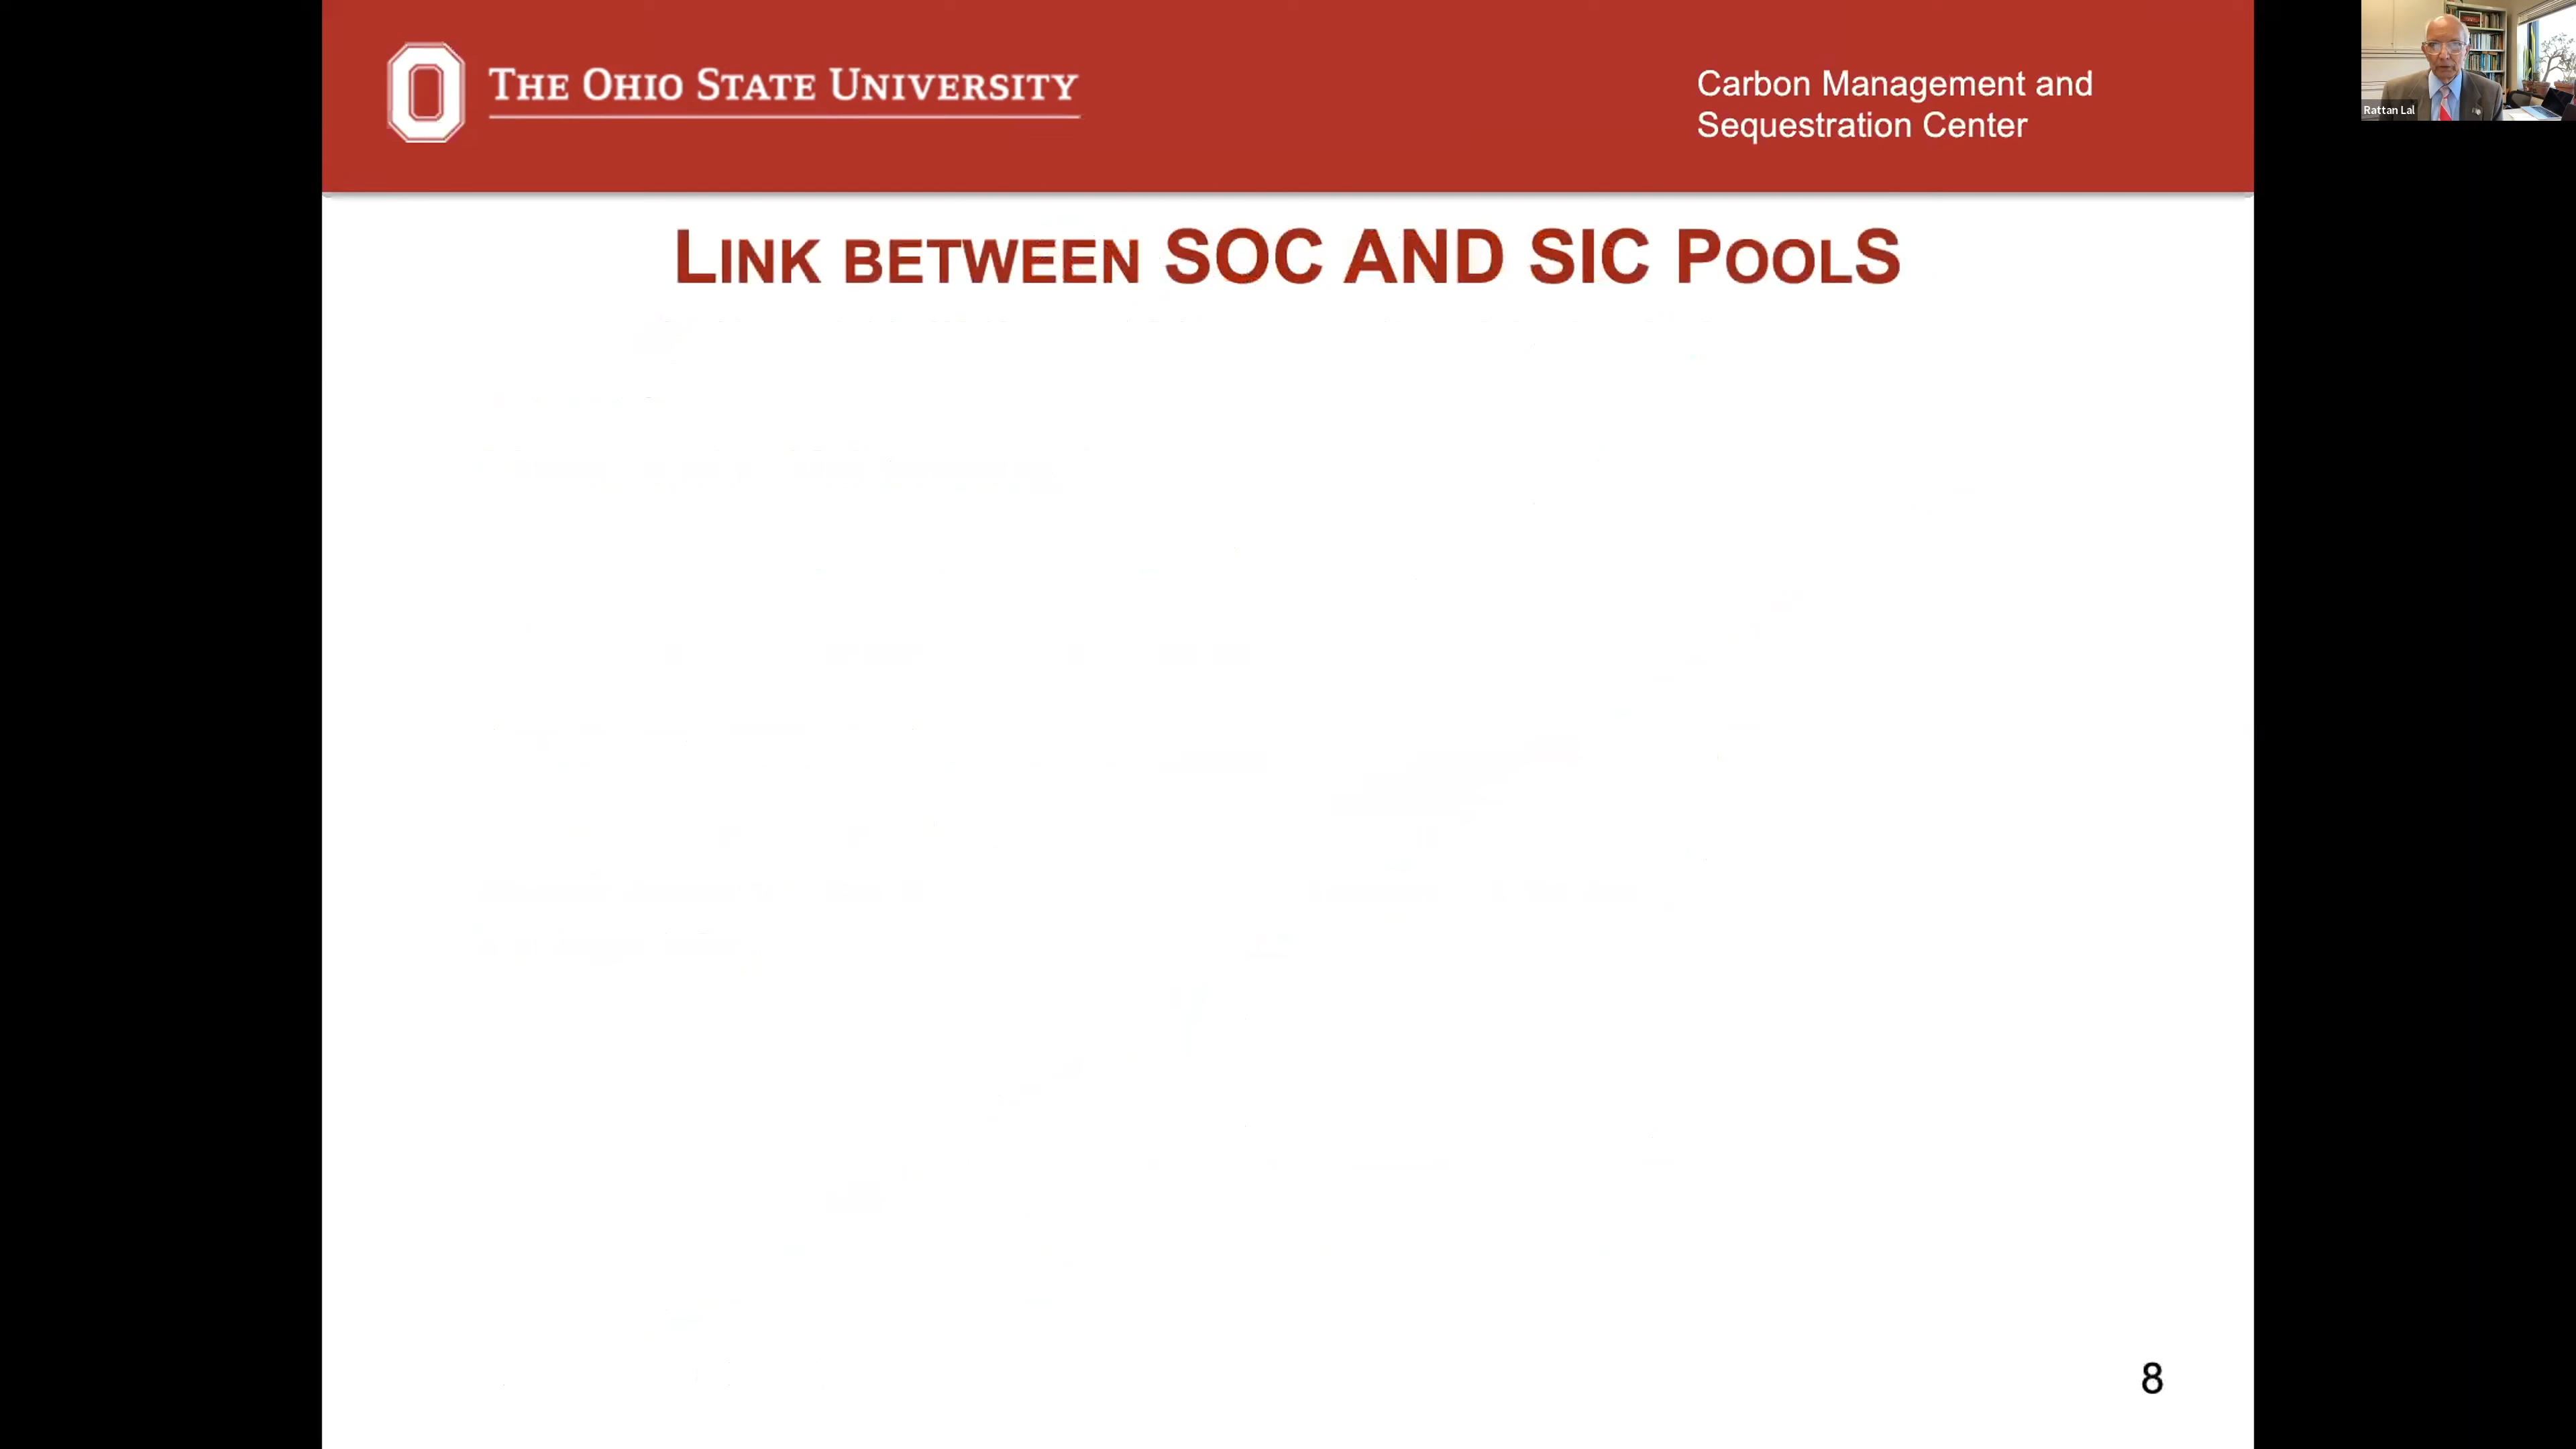 THE OHIO STATE UNIVERSITY
Carbon Management and
Sequestration Center
Rattan Lal
LINK BETWEEN SOC AND SIC POOLS
8